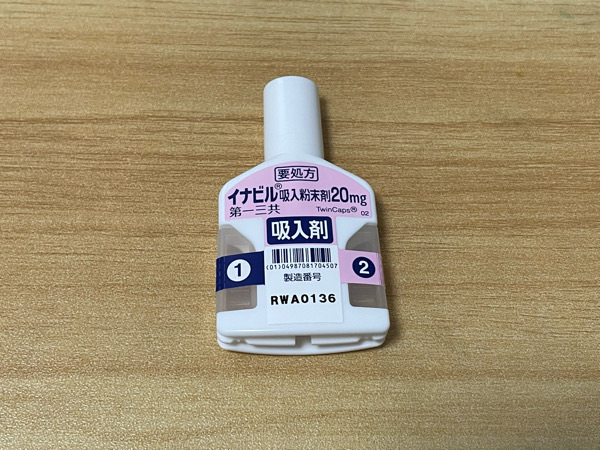 要処方
イナビル®吸入粉末剤20mg
第一三共 TwinCaps® 02
吸入剤
1
2
(01)04987081704507
製造番号
RWA0136